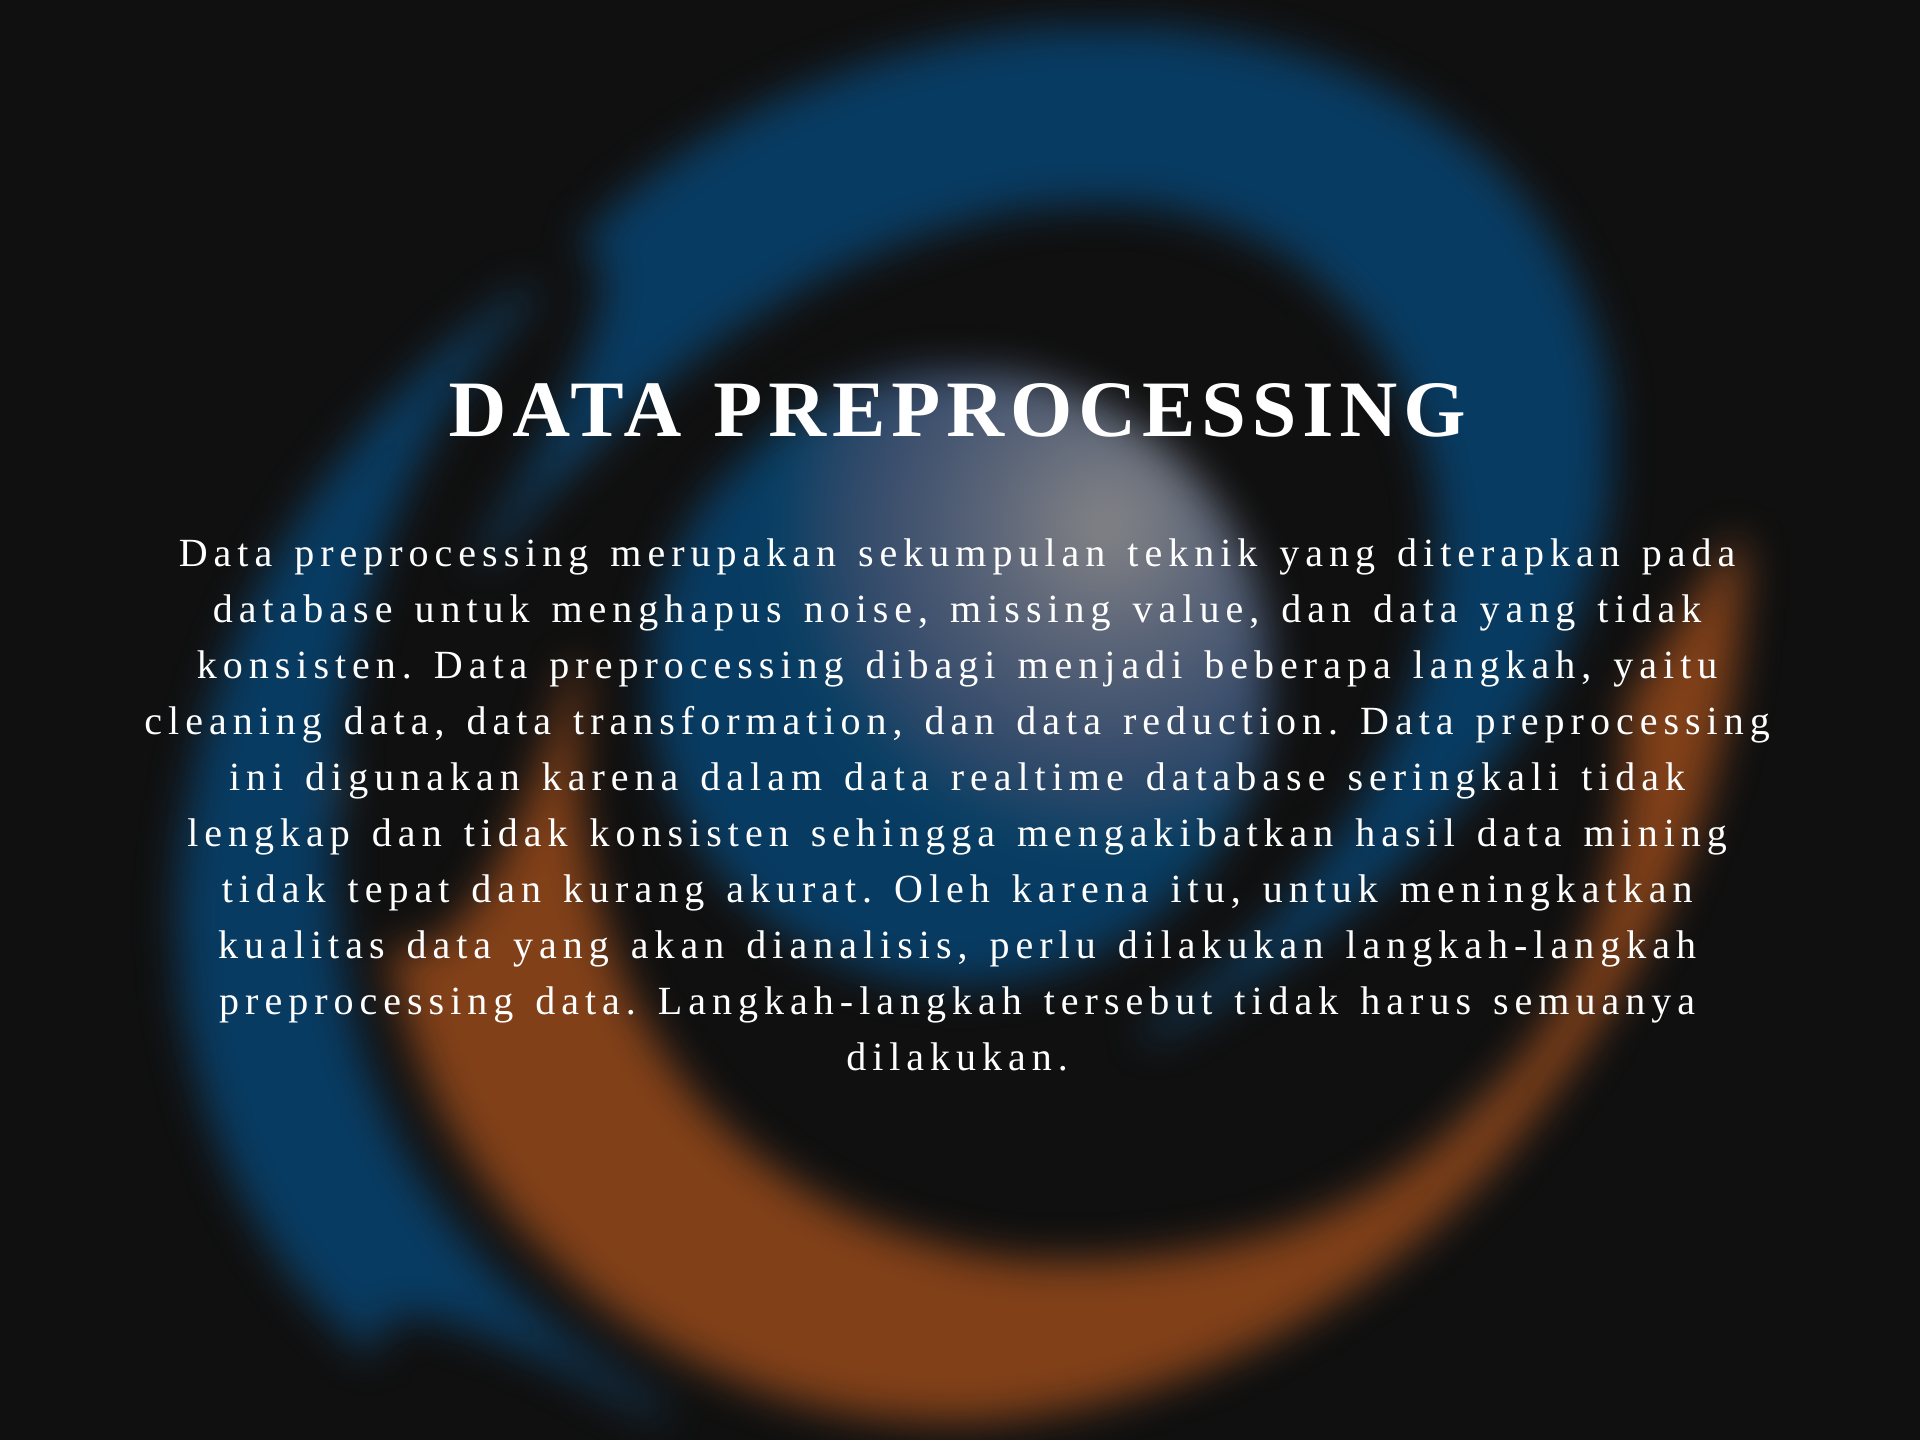 DATA PREPROCESSING
Data preprocessing merupakan sekumpulan teknik yang diterapkan pada
database untuk menghapus noise, missing value, dan data yang tidak
konsisten. Data preprocessing dibagi menjadi beberapa langkah, yaitu
cleaning data, data transformation, dan data reduction. Data preprocessing
ini digunakan karena dalam data realtime database seringkali tidak
lengkap dan tidak konsisten sehingga mengakibatkan hasil data mining
tidak tepat dan kurang akurat. Oleh karena itu, untuk meningkatkan
kualitas data yang akan dianalisis, perlu dilakukan langkah-langkah
preprocessing data. Langkah-langkah tersebut tidak harus semuanya
dilakukan.